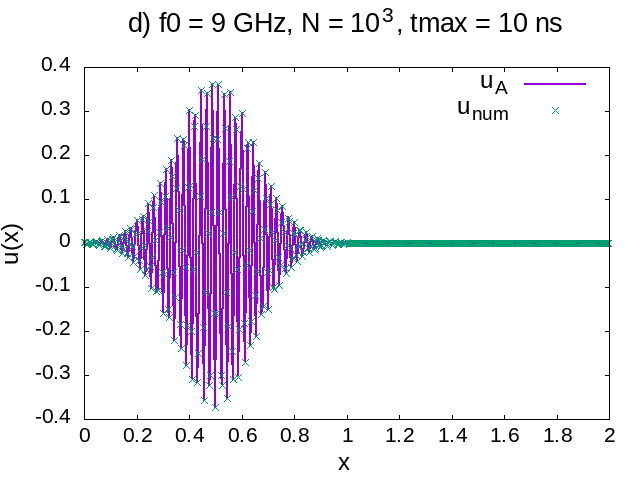 d) f0 = 9 GHz, N = 10³, tmax = 10 ns
0.4
u_A
u_num
0.3
0.2
0.1
0
-0.1
-0.2
-0.3
-0.4
u(x)
0 0.2 0.4 0.6 0.8 1 1.2 1.4 1.6 1.8 2
x